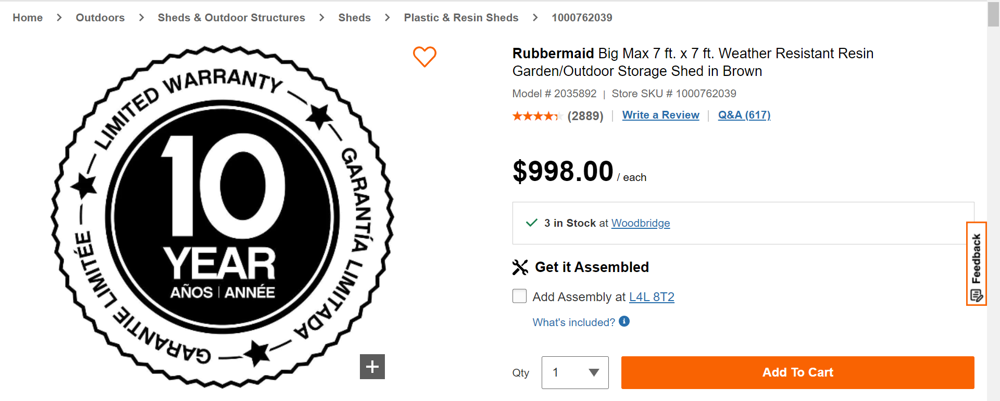 Home > Outdoors > Sheds & Outdoor Structures > Sheds > Plastic & Resin Sheds > 1000762039
LIMITED WARRANTY
GARANTÍA LIMITADA
GARANTIE LIMITÉE
10
YEAR
AÑOS | ANNÉE
Rubbermaid Big Max 7 ft. x 7 ft. Weather Resistant Resin
Garden/Outdoor Storage Shed in Brown
Model # 2035892 | Store SKU # 1000762039
(2889) | Write a Review | Q&A (617)
$998.00 / each
3 in Stock at Woodbridge
Get it Assembled
Add Assembly at L4L 8T2
What's included?
Qty 1 Add To Cart
Feedback